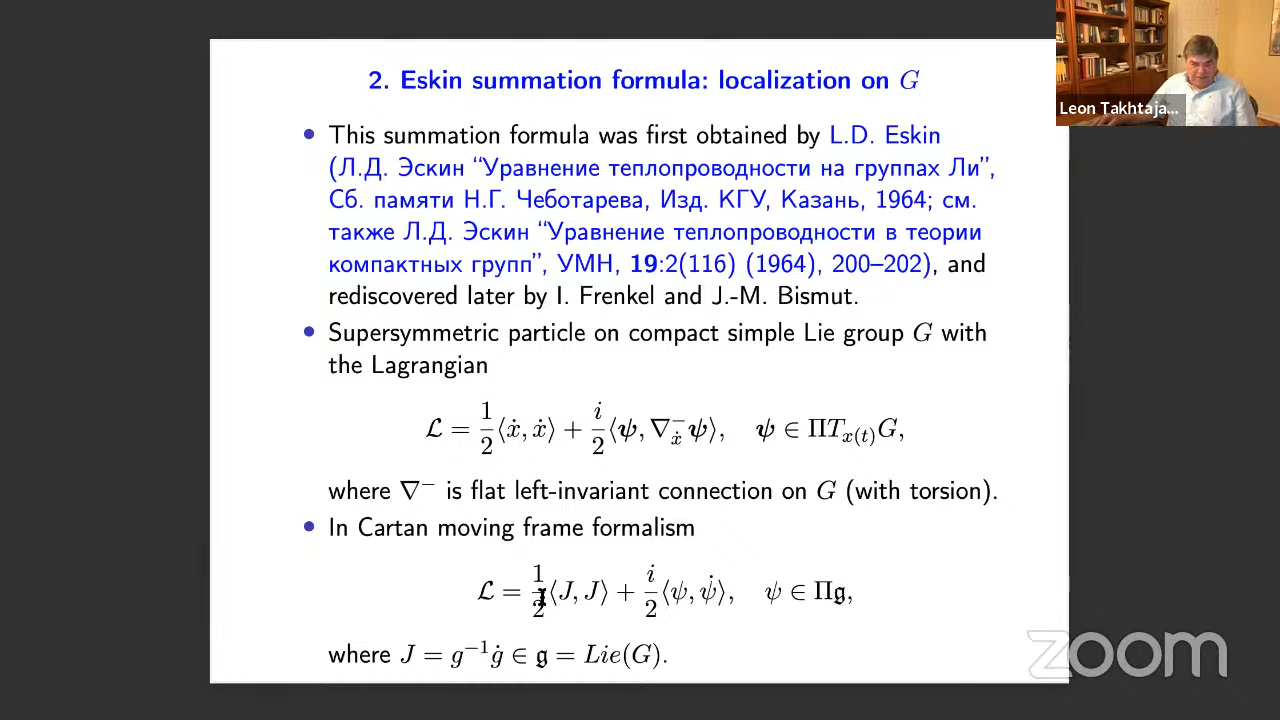 2. Eskin summation formula: localization on G
• This summation formula was first obtained by L.D. Eskin
(Л.Д. Эскин “Уравнение теплопроводности на группах Ли”,
Сб. памяти Н.Г. Чеботарева, Изд. КГУ, Казань, 1964; см.
также Л.Д. Эскин “Уравнение теплопроводности в теории
компактных групп”, УМН, 19:2(116) (1964), 200–202), and
rediscovered later by I. Frenkel and J.-M. Bismut.
• Supersymmetric particle on compact simple Lie group G with
the Lagrangian
ℒ = 1/2⟨ẋ, ẋ⟩ + i/2⟨ψ, ∇⁻_ẋ ψ⟩, ψ ∈ ΠT_{x(t)}G,
where ∇⁻ is flat left-invariant connection on G (with torsion).
• In Cartan moving frame formalism
ℒ = 1/2⟨J, J⟩ + i/2⟨ψ, ψ̇⟩, ψ ∈ Π𝔤,
where J = g⁻¹ġ ∈ 𝔤 = Lie(G).
Leon Takhtaja...
zoom